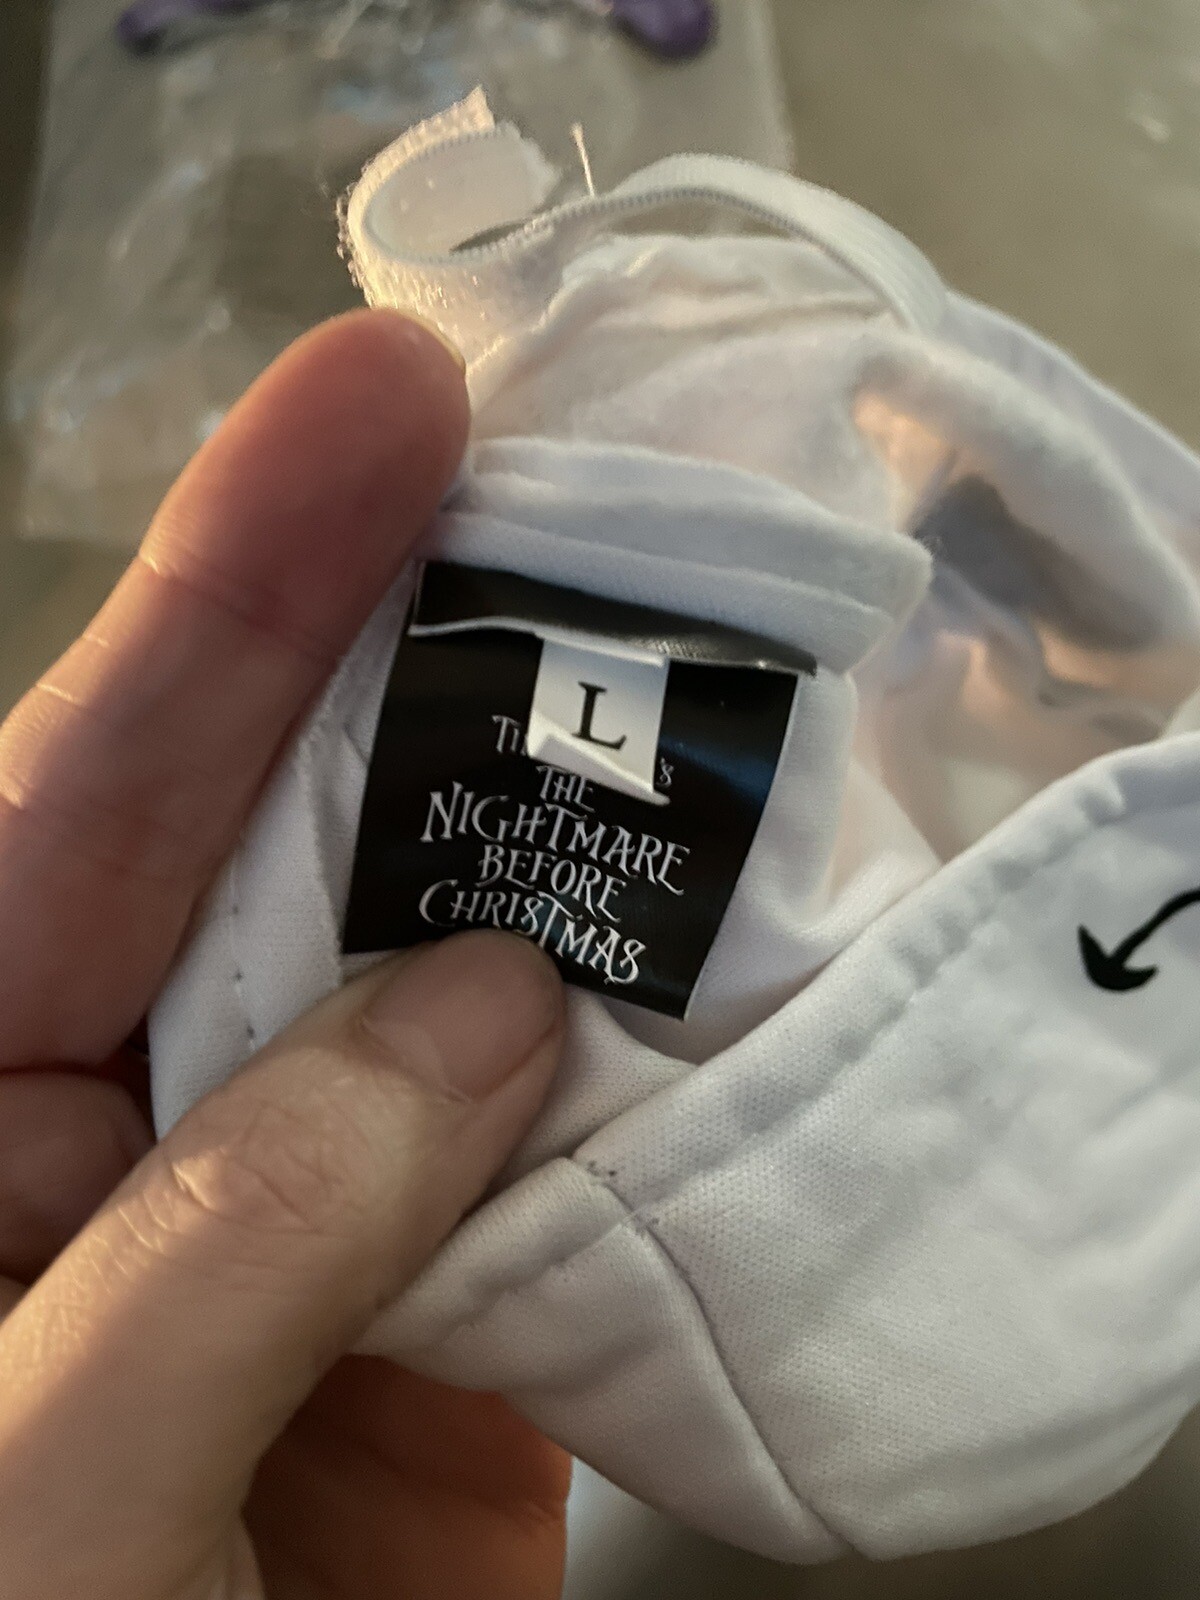 L
'S
THE
NIGHTMARE
BEFORE
CHRISTMAS